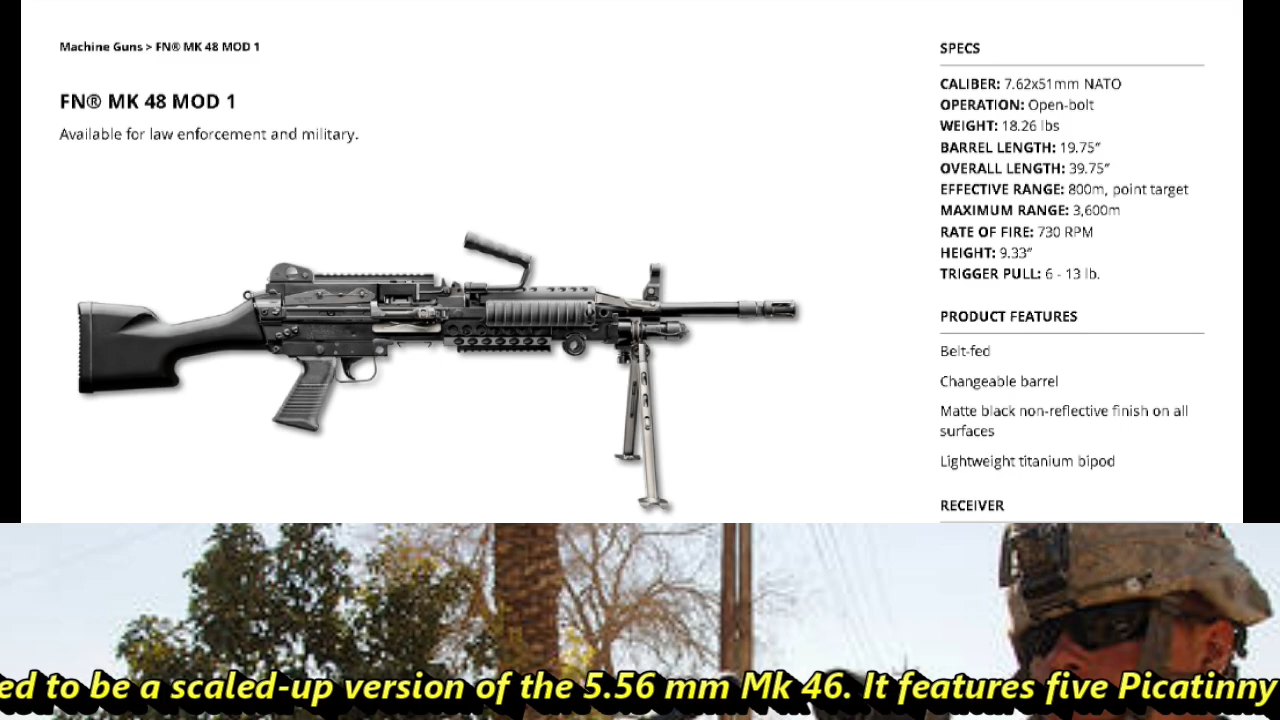 Machine Guns > FN® MK 48 MOD 1
FN® MK 48 MOD 1
Available for law enforcement and military.
SPECS
CALIBER: 7.62x51mm NATO
OPERATION: Open-bolt
WEIGHT: 18.26 lbs
BARREL LENGTH: 19.75″
OVERALL LENGTH: 39.75″
EFFECTIVE RANGE: 800m, point target
MAXIMUM RANGE: 3,600m
RATE OF FIRE: 730 RPM
HEIGHT: 9.33″
TRIGGER PULL: 6 - 13 lb.
PRODUCT FEATURES
Belt-fed
Changeable barrel
Matte black non-reflective finish on all
surfaces
Lightweight titanium bipod
RECEIVER
ed to be a scaled-up version of the 5.56 mm Mk 46. It features five Picatinny